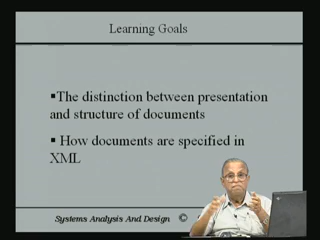 Learning Goals
▪The distinction between presentation
and structure of documents
▪ How documents are specified in
XML
Systems Analysis And Design ©